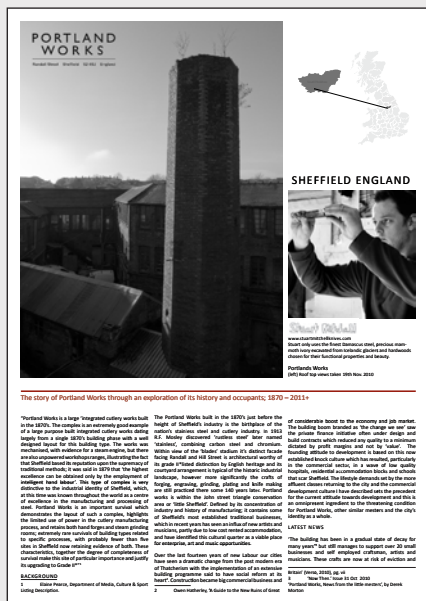 PORTLAND
WORKS
Randall Street Sheffield S2 4SJ England
SHEFFIELD ENGLAND
Stuart Mitchell
www.stuartmitchellknives.com
Stuart only uses the finest Damascus steel, precious mam-
moth ivory excavated from Icelandic glaciers and hardwoods
chosen for their functional properties and beauty.
Portlands Works
(left) Roof top views taken 19th Nov. 2010
The story of Portland Works through an exploration of its history and occupants; 1870 – 2011+
"Portland Works is a large 'integrated cutlery works built
in the 1870's. The complex is an extremely good example
of a large purpose built integrated cutlery works dating
largely from a single 1870's building phase with a well
designed layout for this building type. The works was
mechanised, with evidence for a steam engine, but there
are also unpowered workshops ranges, illustrating the fact
that Sheffield based its reputation upon the supremacy of
traditional methods; it was said in 1879 that the 'highest
excellence can be obtained only by the employment of
intelligent hand labour'. This type of complex is very
distinctive to the industrial identity of Sheffield, which,
at this time was known throughout the world as a centre
of excellence in the manufacturing and processing of
steel. Portland Works is an important survival which
demonstrates the layout of such a complex, highlights
the limited use of power in the cutlery manufacturing
process, and retains both hand forges and steam grinding
rooms; extremely rare survivals of building types related
to specific processes, with probably fewer than five
sites in Sheffield now retaining evidence of both. These
characteristics, together the degree of completeness of
survival make this site of particular interest and justify
its upgrading to Grade II*"¹
BACKGROUND
1 Elaine Pearce, Department of Media, Culture & Sport
Listing Description.
The Portland Works built in the 1870's just before the
height of Sheffield's industry is the birthplace of the
nation's stainless steel and cutlery industry. In 1913
R.F. Mosley discovered 'rustless steel' later named
'stainless', combining carbon steel and chromium.
Within view of the 'blades' stadium it's distinct facade
facing Randall and Hill Street is architectural worthy of
its grade II*listed distinction by English heritage and its
courtyard arrangement is typical of the historic industrial
landscape, however more significantly the crafts of
forging, engraving, grinding, plating and knife making
are still practiced there some 140 years later. Portland
works is within the John street triangle conservation
area or 'little Sheffield'. Defined by its concentration of
industry and history of manufacturing; it contains some
of Sheffield's most established traditional businesses,
which in recent years has seen an influx of new artists and
musicians, partly due to low cost rented accommodation,
and have identified this cultural quarter as a viable place
for enterprise, art and music opportunities.
Over the last fourteen years of new Labour our cities
have seen a dramatic change from the post modern era
of Thatcherism with the implementation of an extensive
building programme said to have social reform at its
heart². Construction became big commercial business and
2 Owen Hatherley, 'A Guide to the New Ruins of Great
of considerable boost to the economy and job market.
The building boom branded as 'the change we see' saw
the private finance initiative often under design and
build contracts which reduced any quality to a minimum
dictated by profit margins and not by 'value'. The
founding attitude to development is based on this now
established knock culture which has resulted, particularly
in the commercial sector, in a wave of low quality
hospitals, residential accommodation blocks and schools
that scar Sheffield. The lifestyle demands set by the more
affluent classes returning to the city and the commercial
development culture I have described sets the precedence
for the current attitude towards development and this is
an omnipresent ingredient to the threatening condition
for Portland Works, other similar mesters and the city's
identity as a whole.
LATEST NEWS
'The building has been in a gradual state of decay for
many years'³ but still manages to support over 50 small
businesses and self employed craftsman, artists and
musicians. These crafts are now at risk of eviction and
Britain' (Verso, 2010), pg. vii
3 'Now Then.' Issue 31 Oct 2010
'Portland Works, News from the little mesters', by Derek
Morton